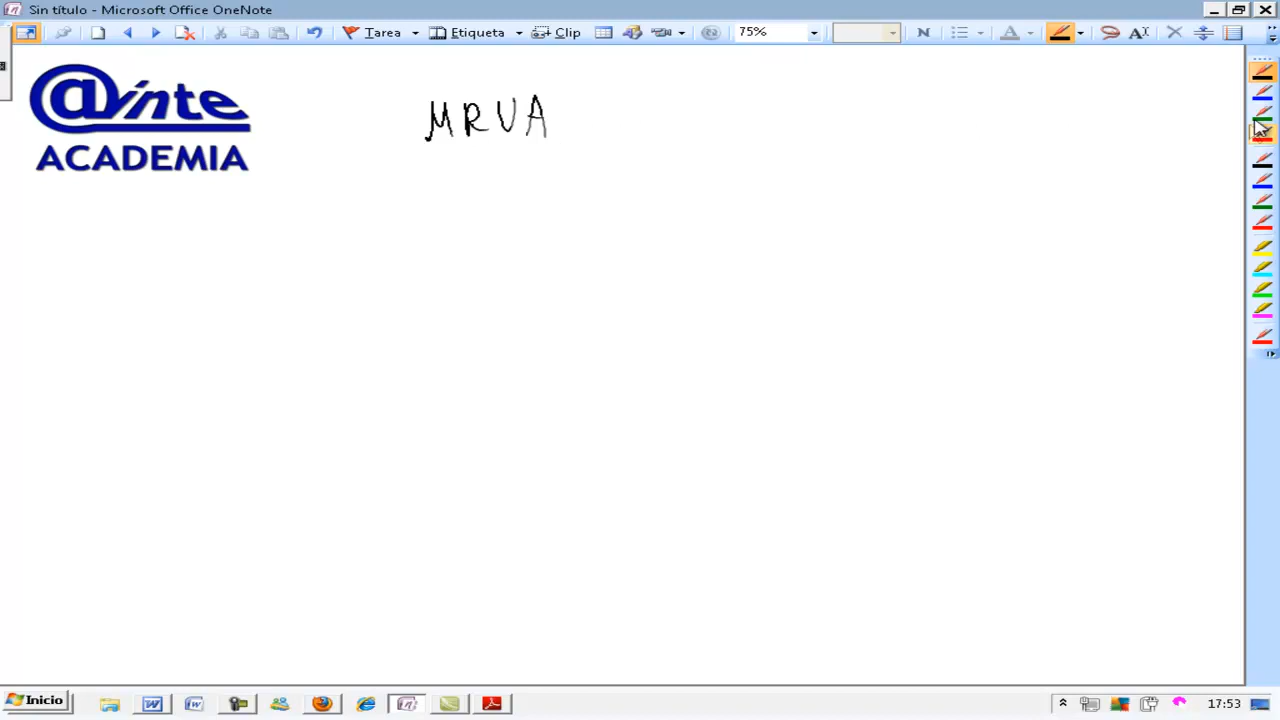 Sin título - Microsoft Office OneNote
Tarea Etiqueta Clip 75% N A A
@inte
ACADEMIA
MRUA
Inicio 17:53